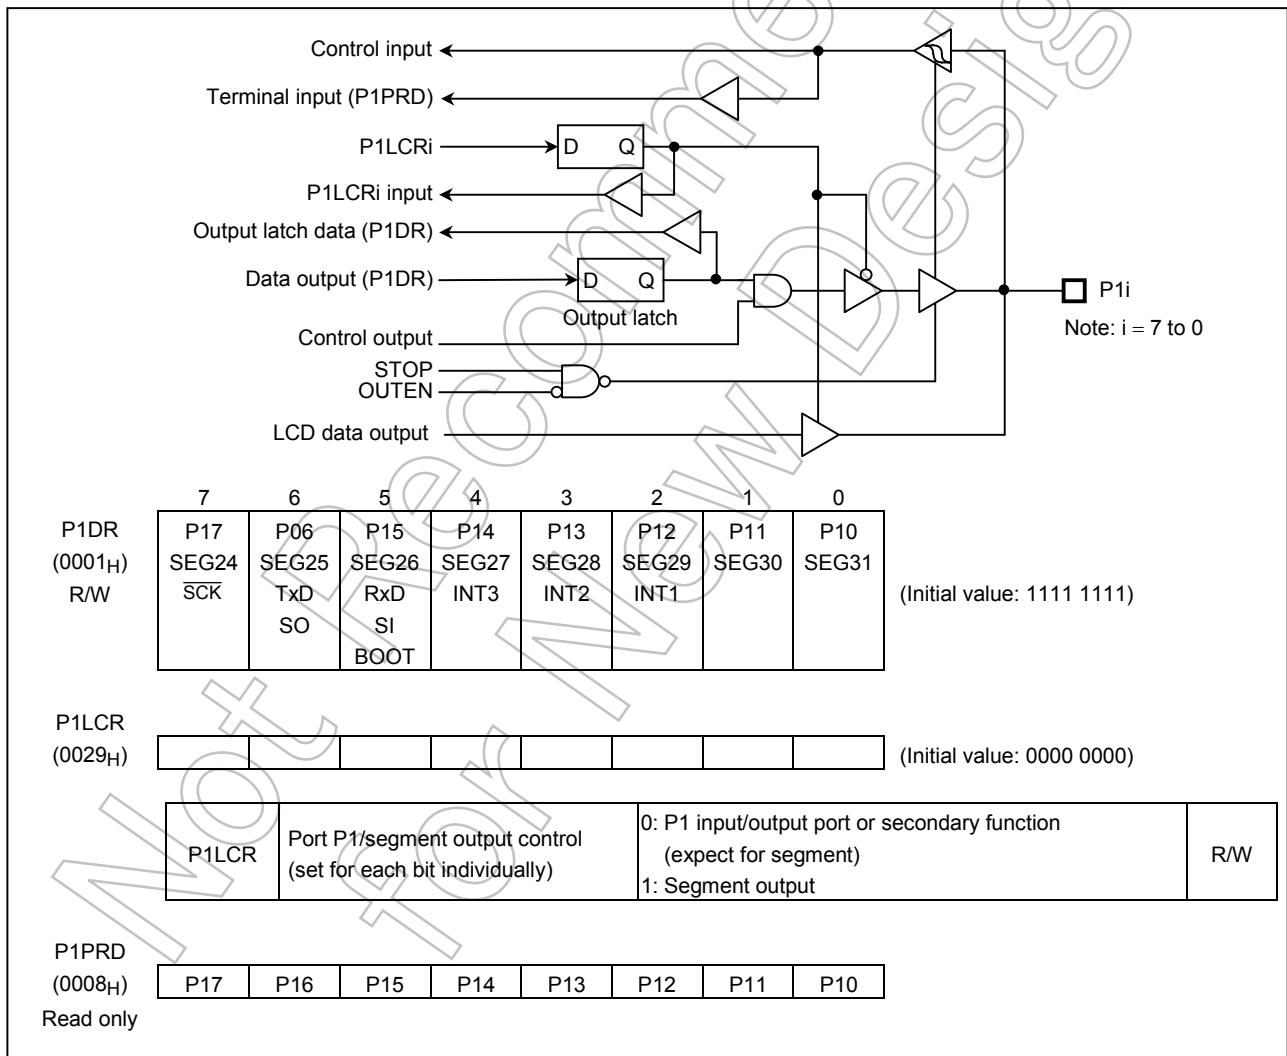 Control input
Terminal input (P1PRD)
P1LCRi
D Q
P1LCRi input
Output latch data (P1DR)
Data output (P1DR)
D Q
P1i
Output latch
Note: i = 7 to 0
Control output
STOP
OUTEN
LCD data output
7 6 5 4 3 2 1 0
P1DR
(0001H)
R/W
P17 SEG24 S̅C̅K̅
P06 SEG25 TxD SO
P15 SEG26 RxD SI BOOT
P14 SEG27 INT3
P13 SEG28 INT2
P12 SEG29 INT1
P11 SEG30
P10 SEG31
(Initial value: 1111 1111)
P1LCR
(0029H)
(Initial value: 0000 0000)
P1LCR
Port P1/segment output control
(set for each bit individually)
0: P1 input/output port or secondary function
(expect for segment)
1: Segment output
R/W
P1PRD
(0008H)
Read only
P17 P16 P15 P14 P13 P12 P11 P10
Not Recomme
for New Desig